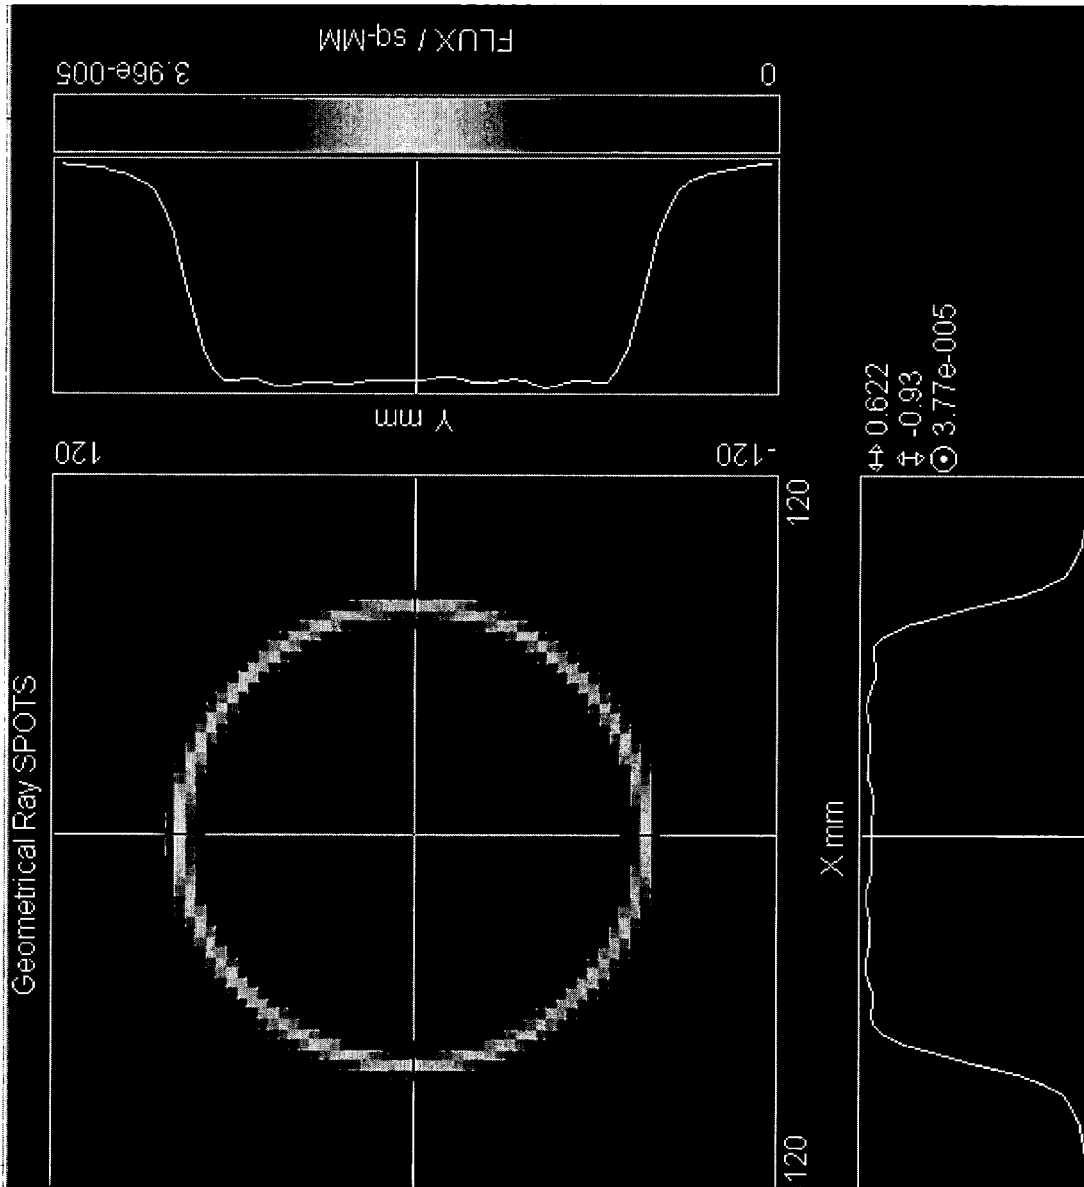 Geometrical Ray SPOTS
FLUX / sq-MM
3.96e-005
0
Y mm
120
-120
120
120
X mm
0.622
-0.93
3.77e-005